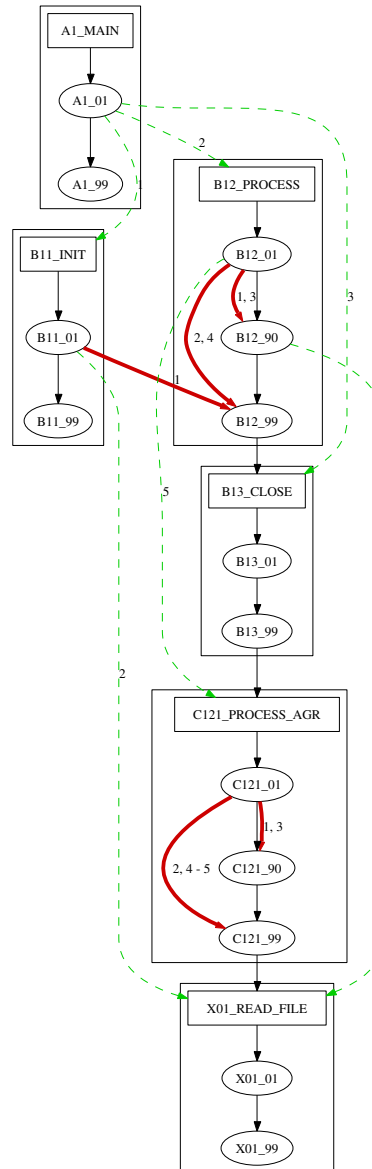 A1_MAIN
A1_01
2
A1_99
1
B12_PROCESS
B11_INIT
B12_01
1, 3
3
B11_01
2, 4
B12_90
1
B11_99
B12_99
B13_CLOSE
5
B13_01
B13_99
2
C121_PROCESS_AGR
C121_01
1, 3
2, 4 - 5
C121_90
C121_99
X01_READ_FILE
X01_01
X01_99